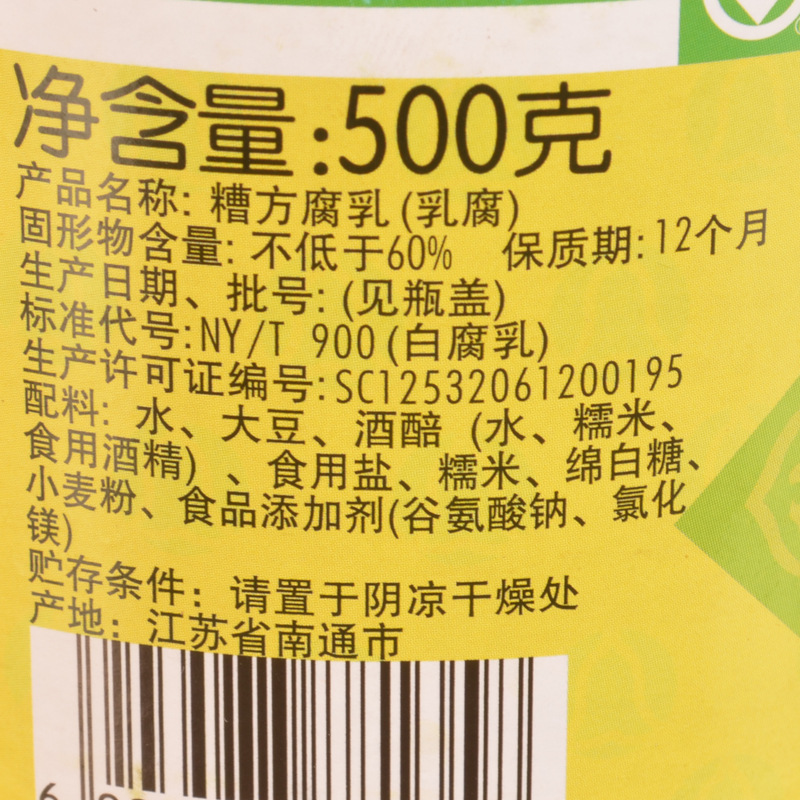 净含量:500克
产品名称: 糟方腐乳(乳腐)
固形物含量: 不低于60% 保质期:12个月
生产日期、批号:(见瓶盖)
标准代号:NY/T 900(白腐乳)
生产许可证编号:SC12532061200195
配料: 水、大豆、酒醅 (水、糯米、
食用酒精) 、食用盐、糯米、绵白糖、
小麦粉、食品添加剂(谷氨酸钠、氯化
镁)
贮存条件: 请置于阴凉干燥处
产地: 江苏省南通市